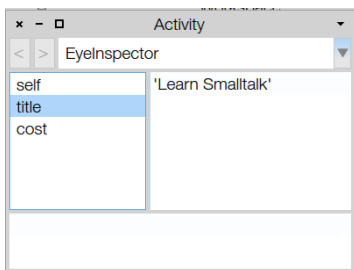 Activity
EyeInspector
self
title
cost
'Learn Smalltalk'